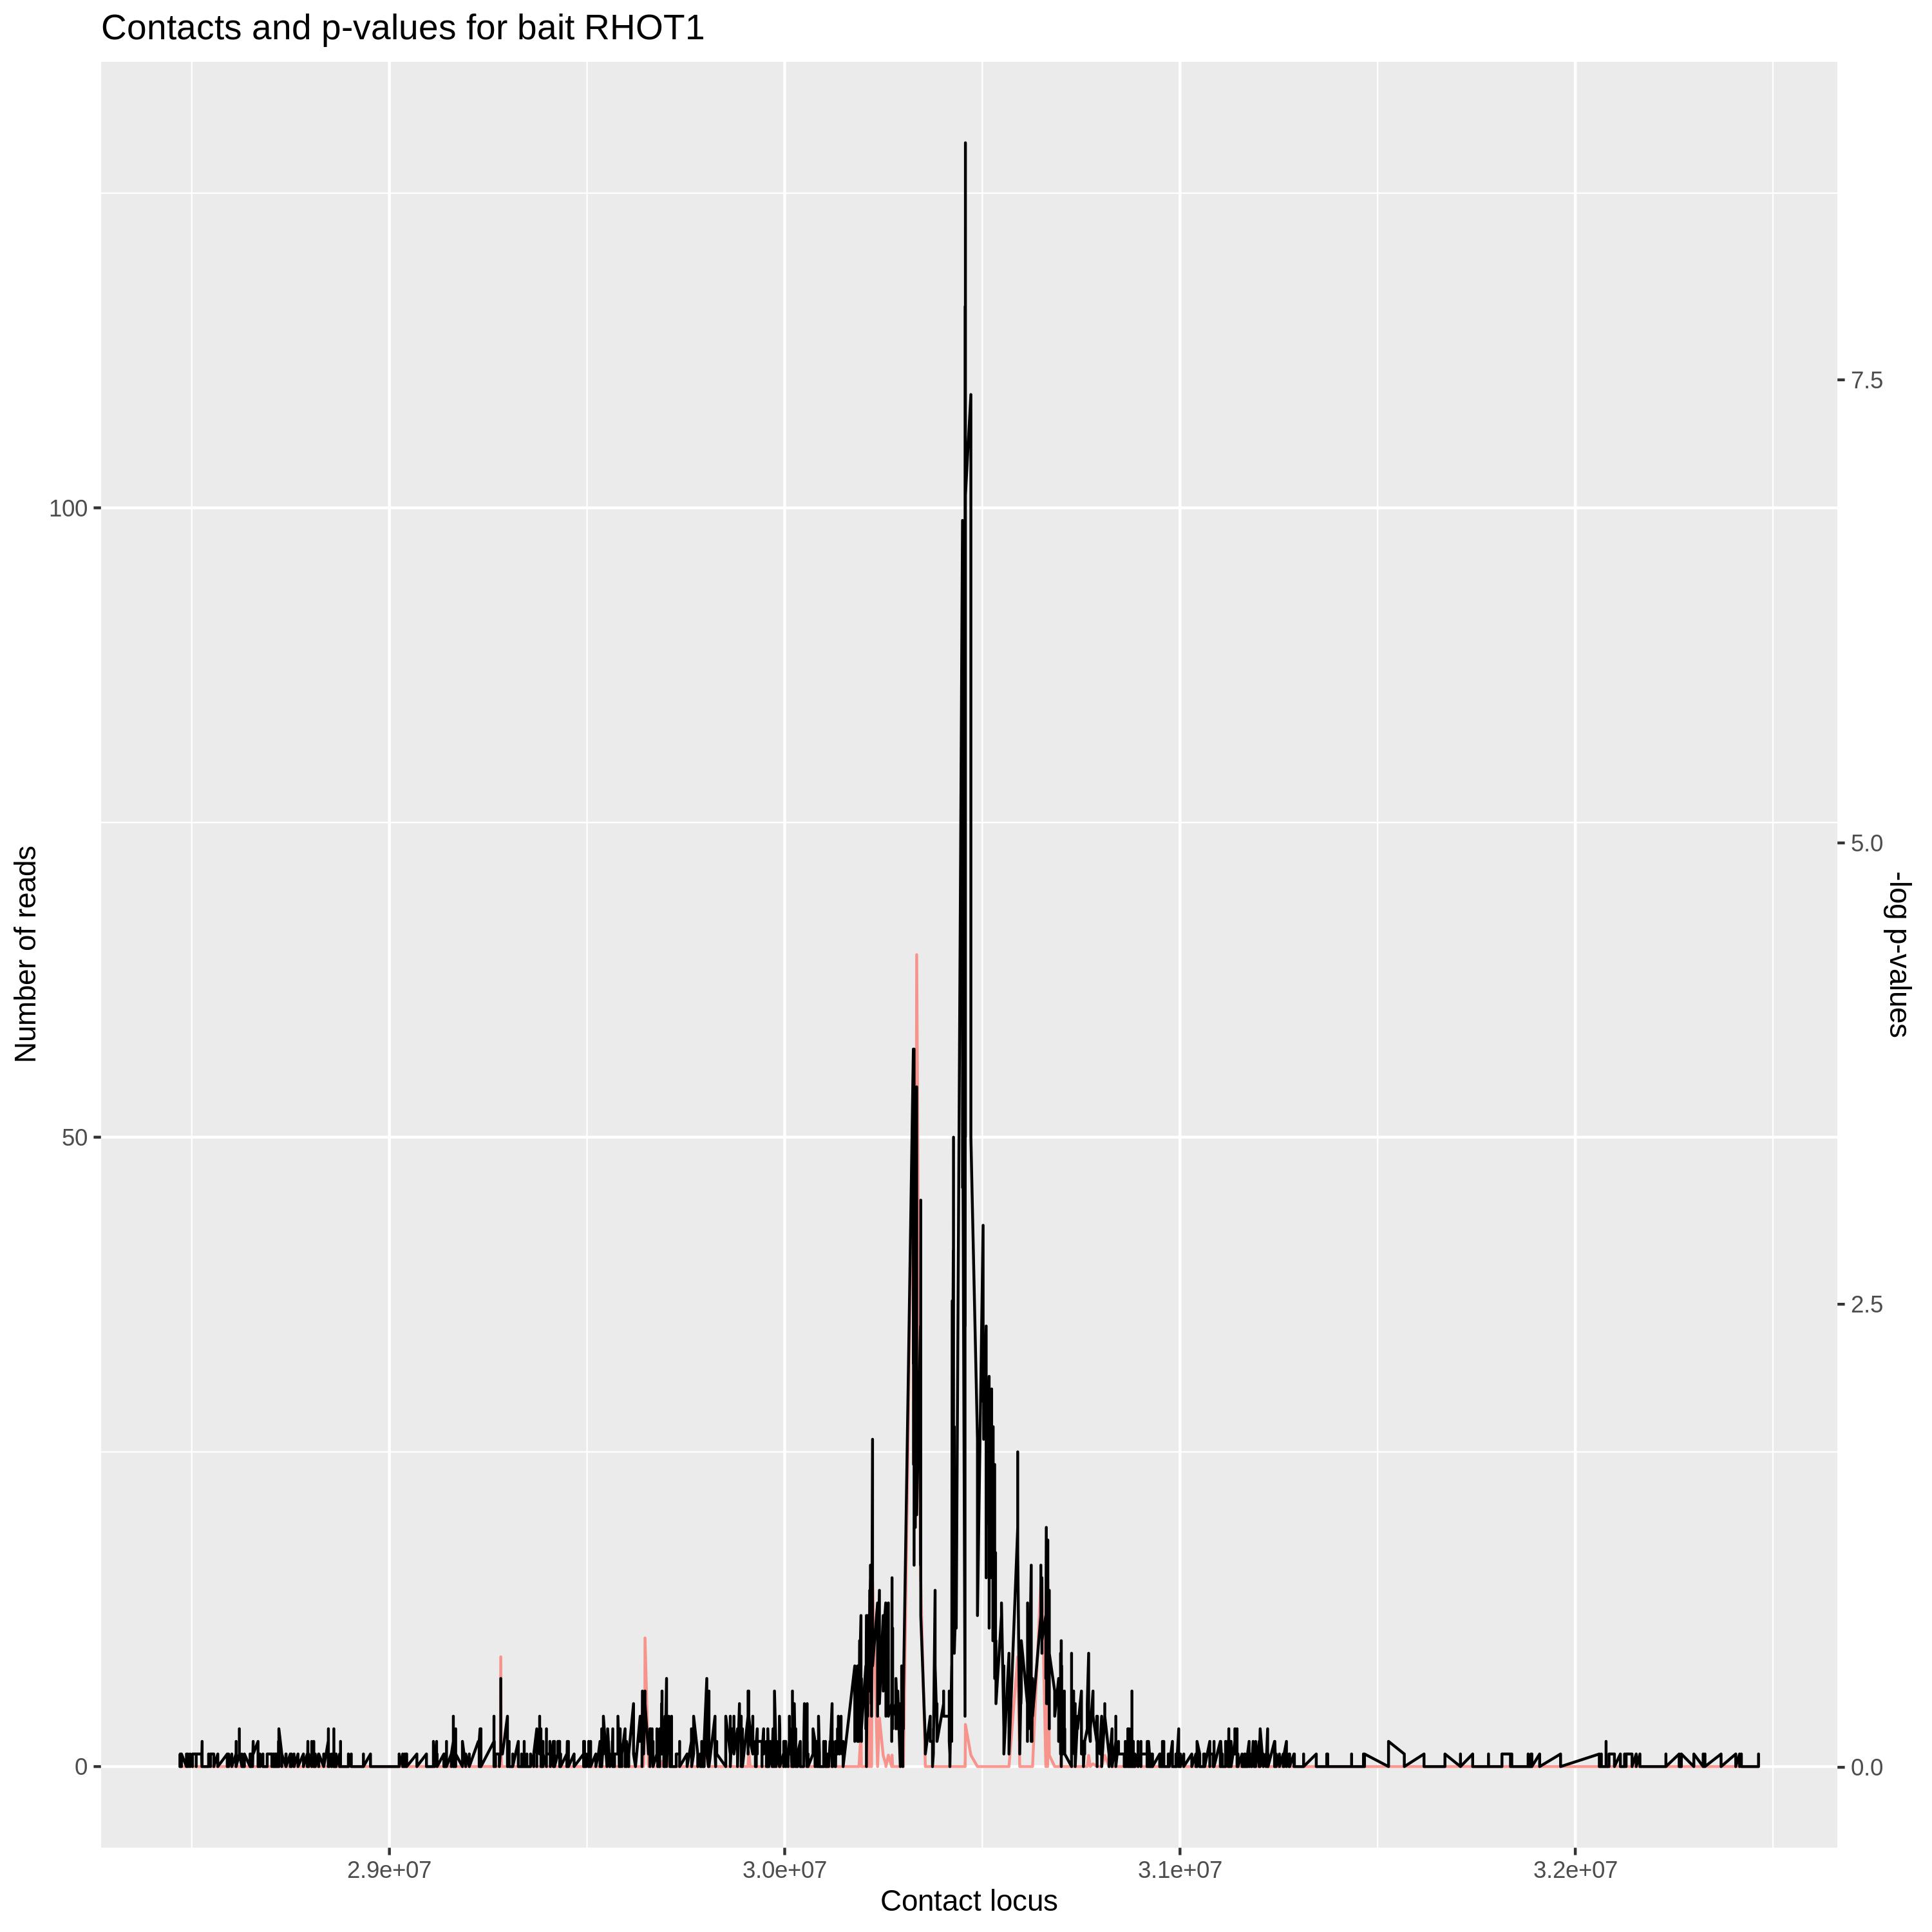 Contacts and p-values for bait RHOT1
100
50
0
Number of reads
7.5
5.0
2.5
0.0
-log p-values
2.9e+07
3.0e+07
3.1e+07
3.2e+07
Contact locus